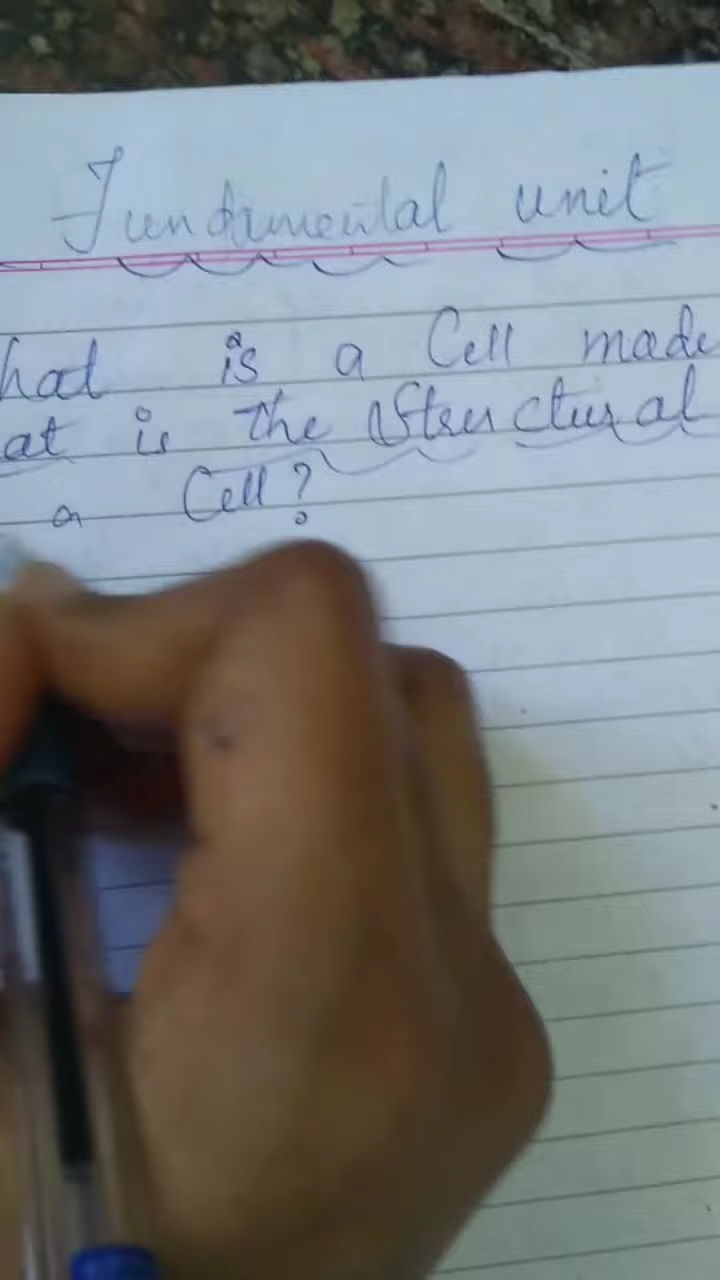 Fundamental unit
hat is a Cell made
at is the Structural
a Cell?